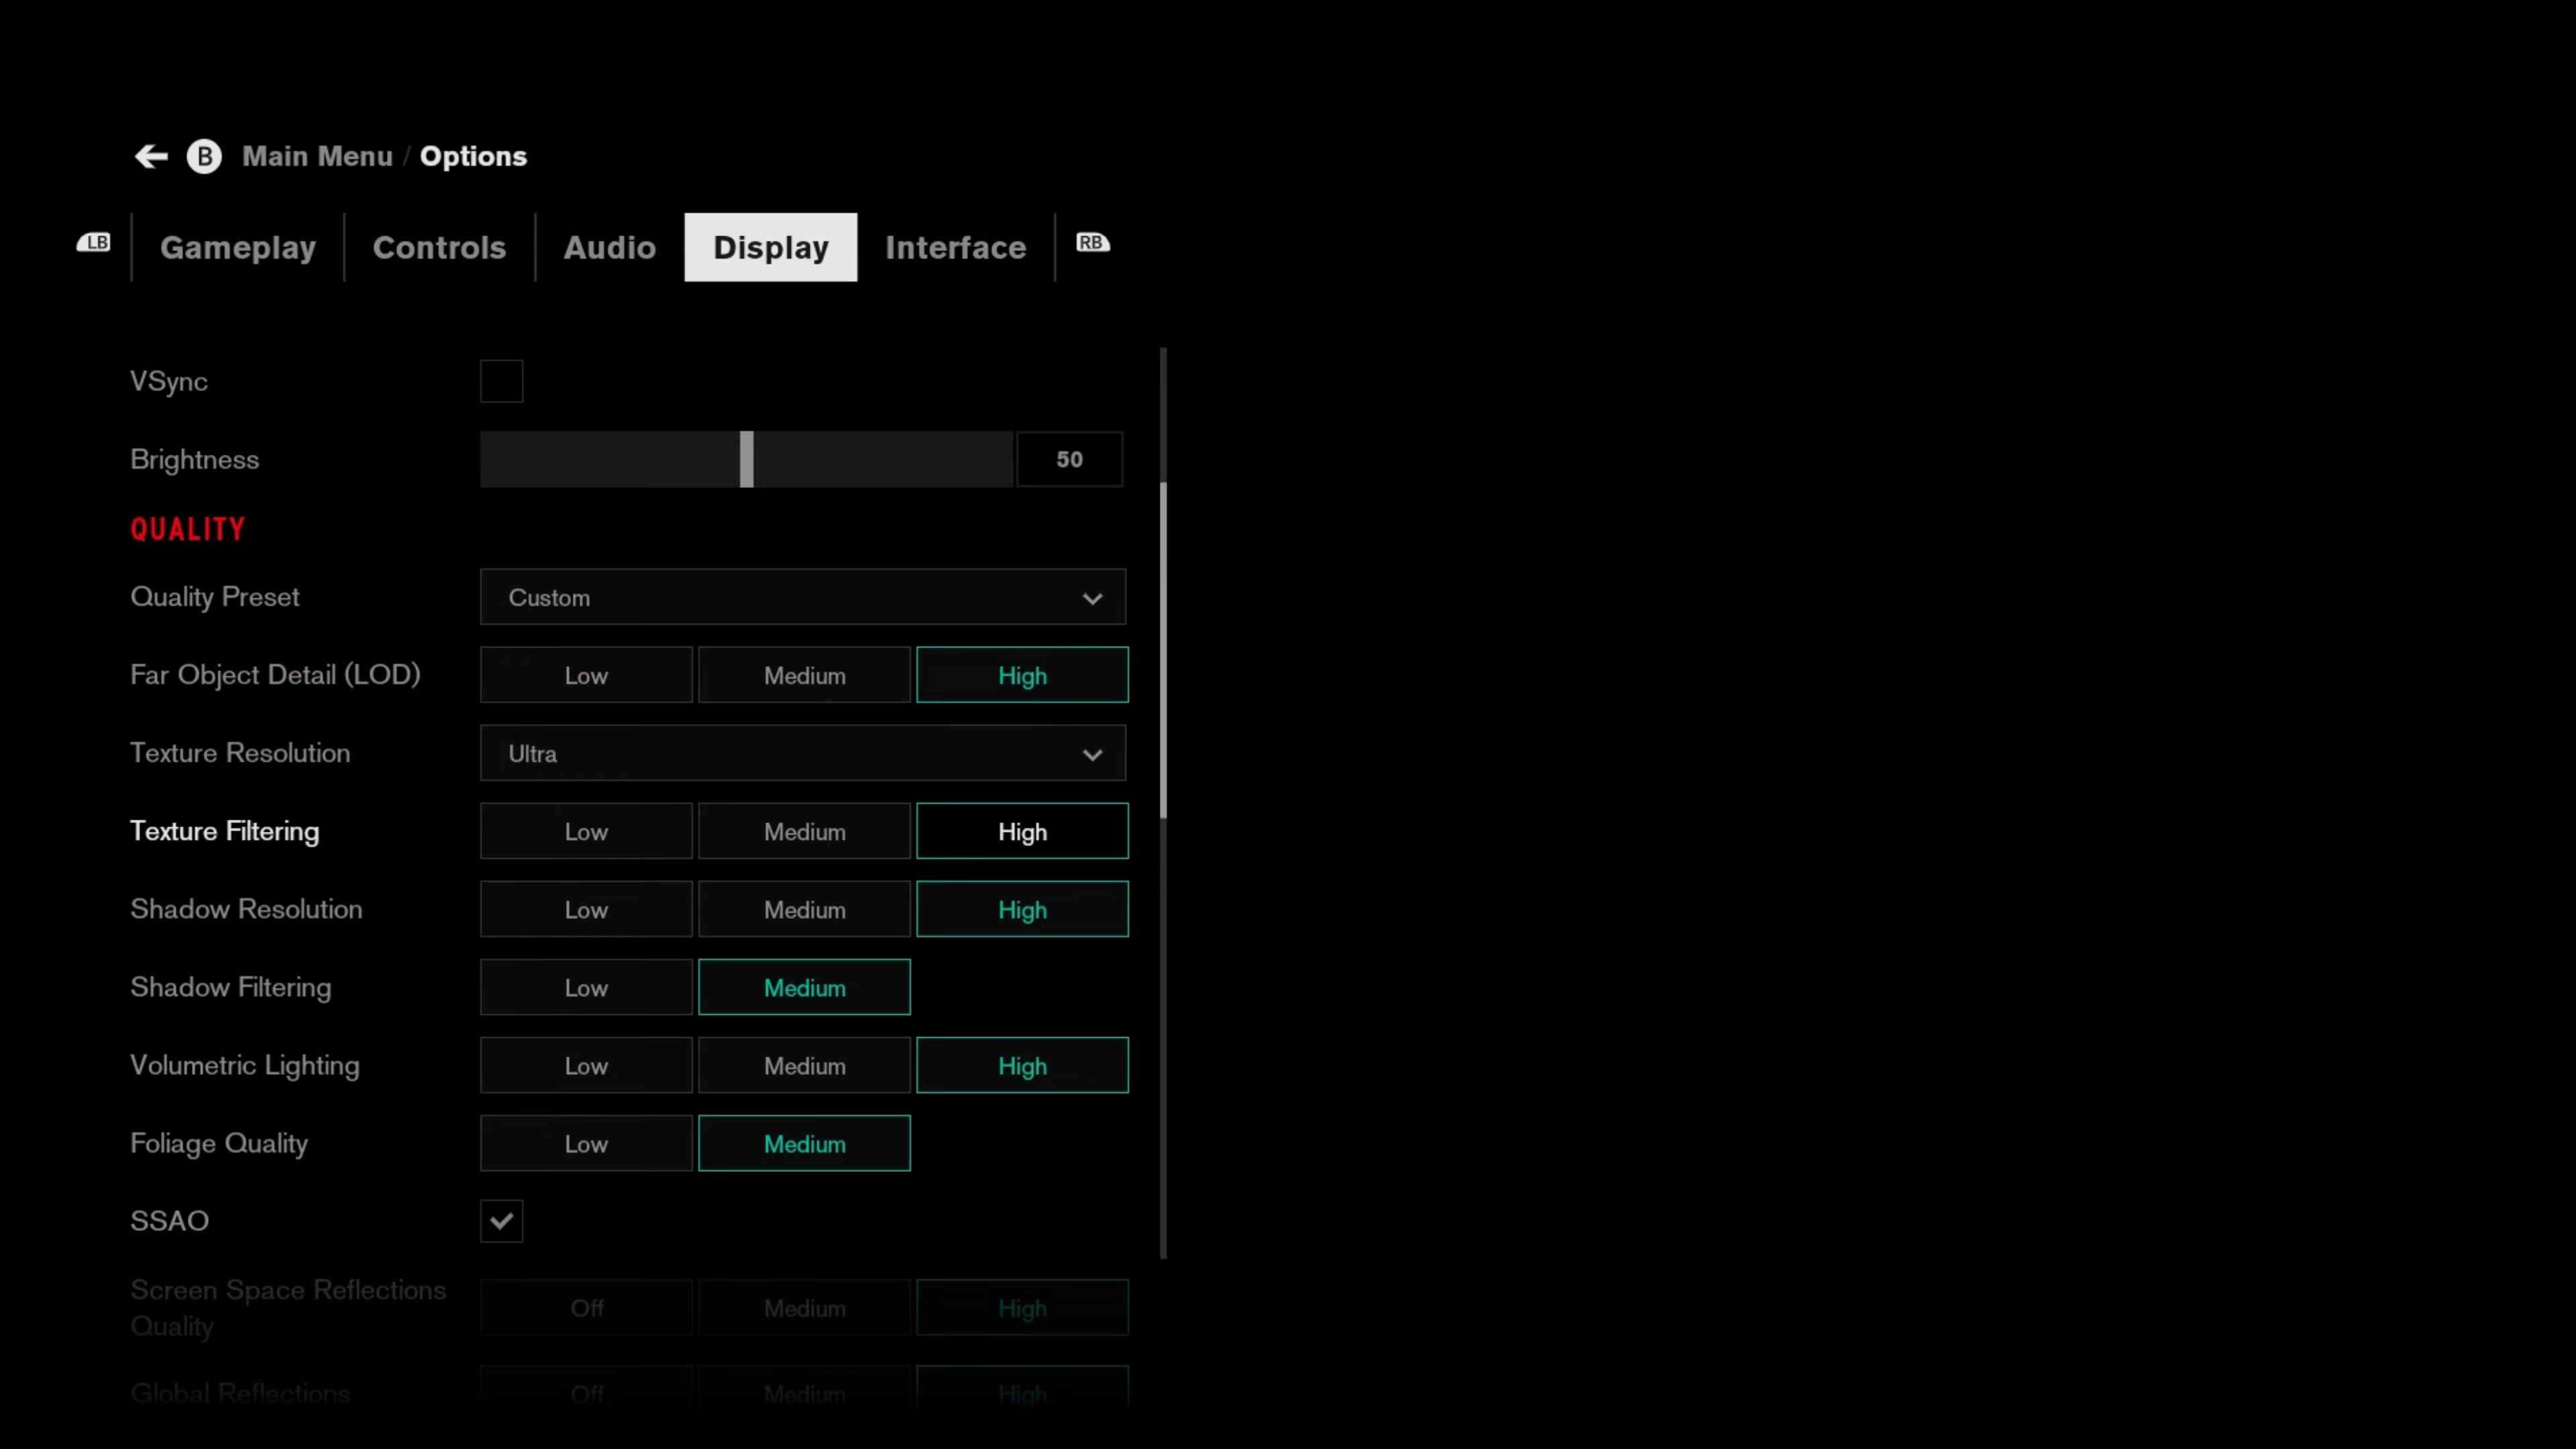 B Main Menu / Options
LB Gameplay Controls Audio Display Interface RB
VSync
Brightness 50
QUALITY
Quality Preset Custom
Far Object Detail (LOD) Low Medium High
Texture Resolution Ultra
Texture Filtering Low Medium High
Shadow Resolution Low Medium High
Shadow Filtering Low Medium
Volumetric Lighting Low Medium High
Foliage Quality Low Medium
SSAO
Screen Space Reflections
Quality Off Medium High
Global Reflections Off Medium High